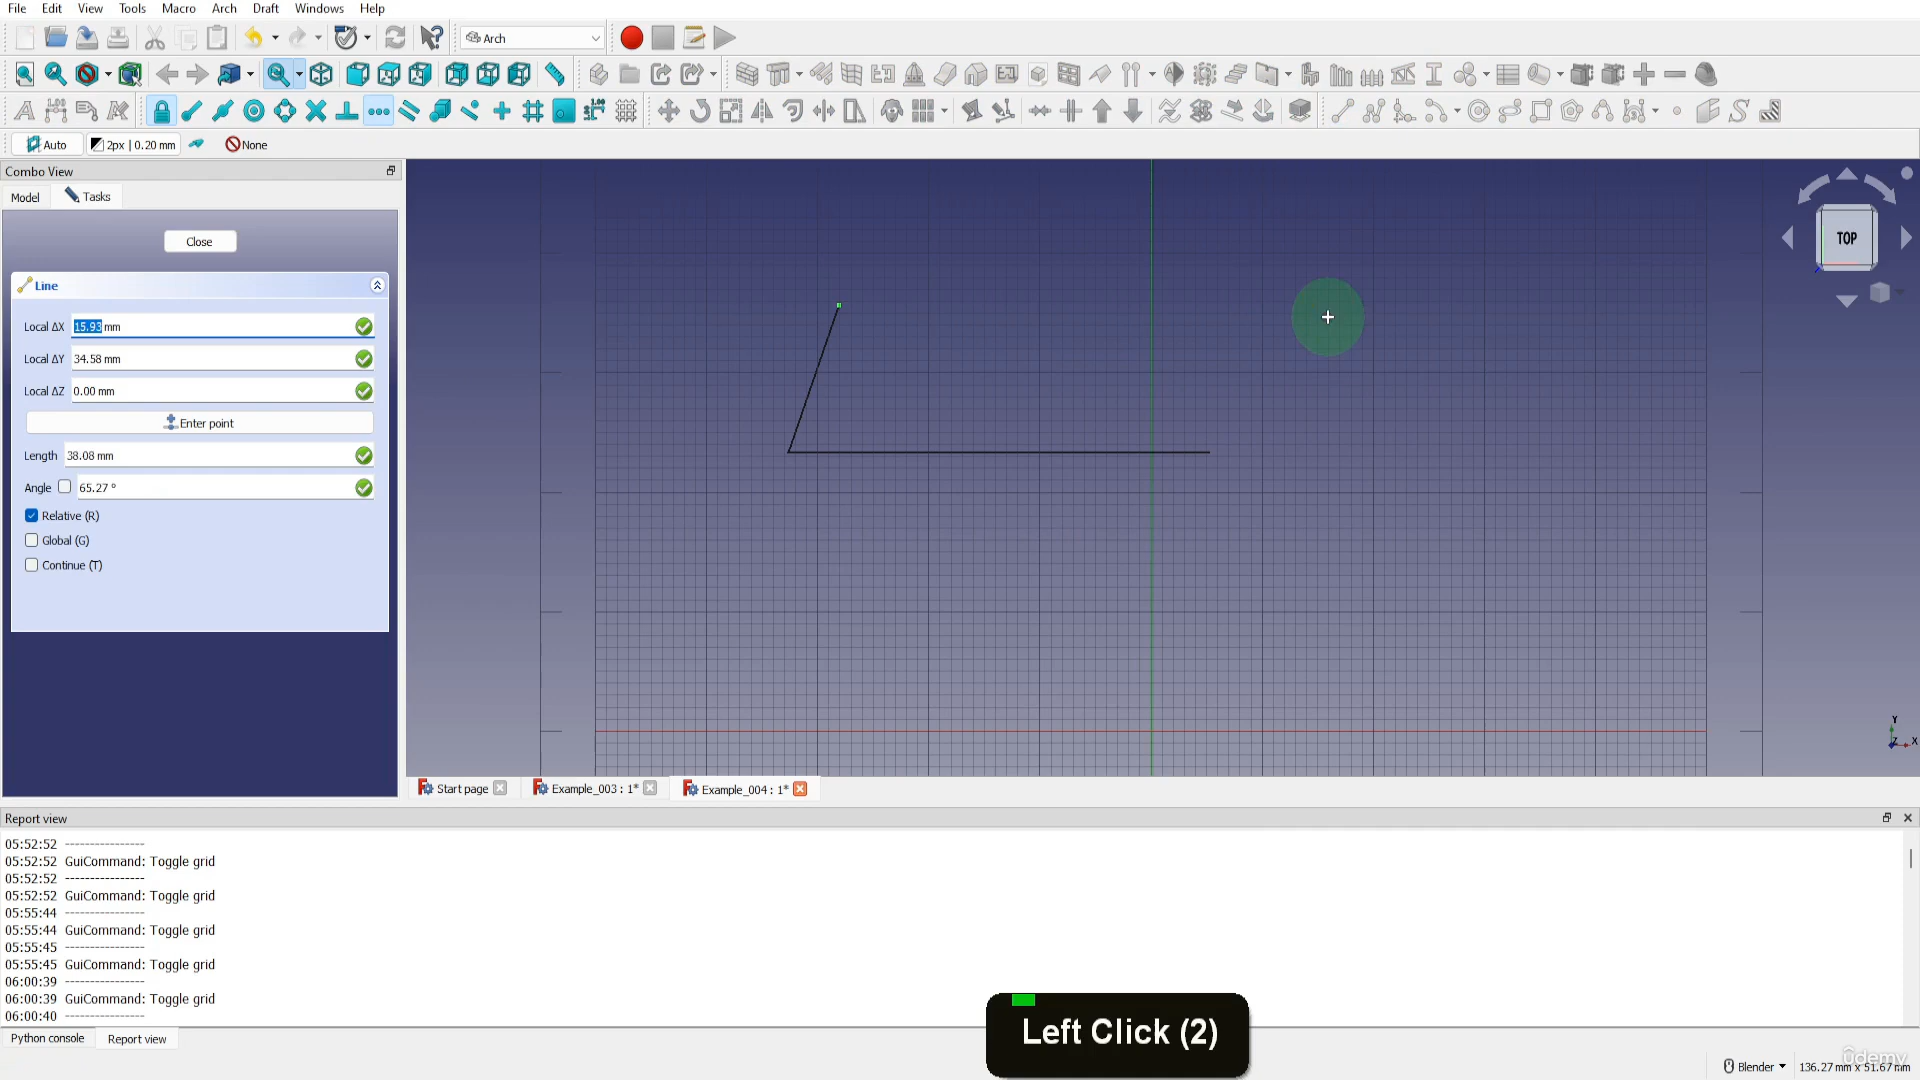 File Edit View Tools Macro Arch Draft Windows Help
Arch
Auto 2px | 0.20 mm None
Combo View
Model Tasks
Close
Line
Local ΔX 15.93 mm
Local ΔY 34.58 mm
Local ΔZ 0.00 mm
Enter point
Length 38.08 mm
Angle 65.27 °
Relative (R)
Global (G)
Continue (T)
TOP
Y
Z X
Start page Example_003 : 1* Example_004 : 1*
Report view
05:52:52 ----------------
05:52:52 GuiCommand: Toggle grid
05:52:52 ----------------
05:52:52 GuiCommand: Toggle grid
05:55:44 ----------------
05:55:44 GuiCommand: Toggle grid
05:55:45 ----------------
05:55:45 GuiCommand: Toggle grid
06:00:39 ----------------
06:00:39 GuiCommand: Toggle grid
06:00:40 ----------------
Left Click (2)
Python console Report view
Blender 136.27 mm x 51.67 mm
udemy